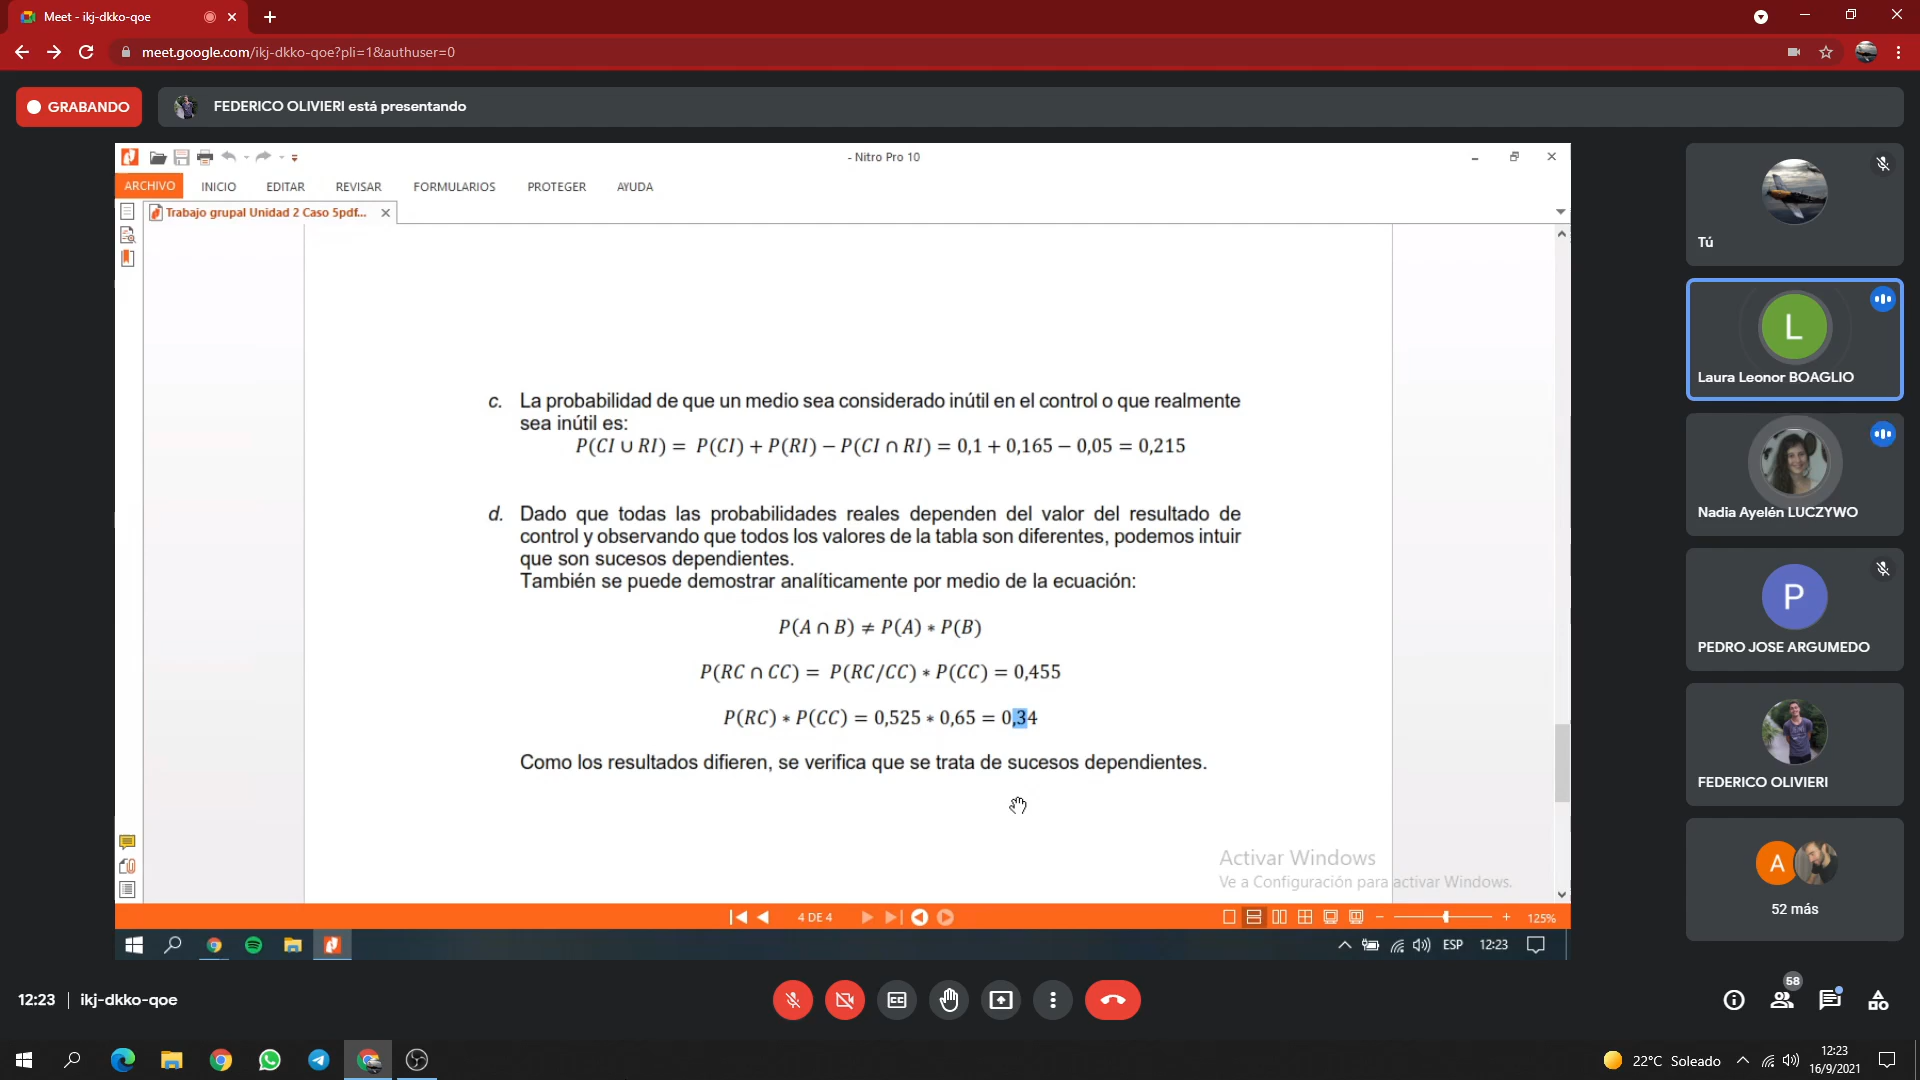 Meet - ikj-dkko-qoe
meet.google.com/ikj-dkko-qoe?pli=1&authuser=0
GRABANDO
FEDERICO OLIVIERI está presentando
- Nitro Pro 10
ARCHIVO INICIO EDITAR REVISAR FORMULARIOS PROTEGER AYUDA
Trabajo grupal Unidad 2 Caso 5pdf...
c. La probabilidad de que un medio sea considerado inútil en el control o que realmente
sea inútil es:
P(CI ∪ RI) = P(CI) + P(RI) − P(CI ∩ RI) = 0,1 + 0,165 − 0,05 = 0,215
d. Dado que todas las probabilidades reales dependen del valor del resultado de
control y observando que todos los valores de la tabla son diferentes, podemos intuir
que son sucesos dependientes.
También se puede demostrar analíticamente por medio de la ecuación:
P(A ∩ B) ≠ P(A) ∗ P(B)
P(RC ∩ CC) = P(RC/CC) ∗ P(CC) = 0,455
P(RC) ∗ P(CC) = 0,525 ∗ 0,65 = 0,34
Como los resultados difieren, se verifica que se trata de sucesos dependientes.
Activar Windows
Ve a Configuración para activar Windows.
4 DE 4
125%
ESP 12:23
Tú
L
Laura Leonor BOAGLIO
Nadia Ayelén LUCZYWO
P
PEDRO JOSE ARGUMEDO
FEDERICO OLIVIERI
A
52 más
12:23 | ikj-dkko-qoe
58
22°C Soleado
12:23
16/9/2021